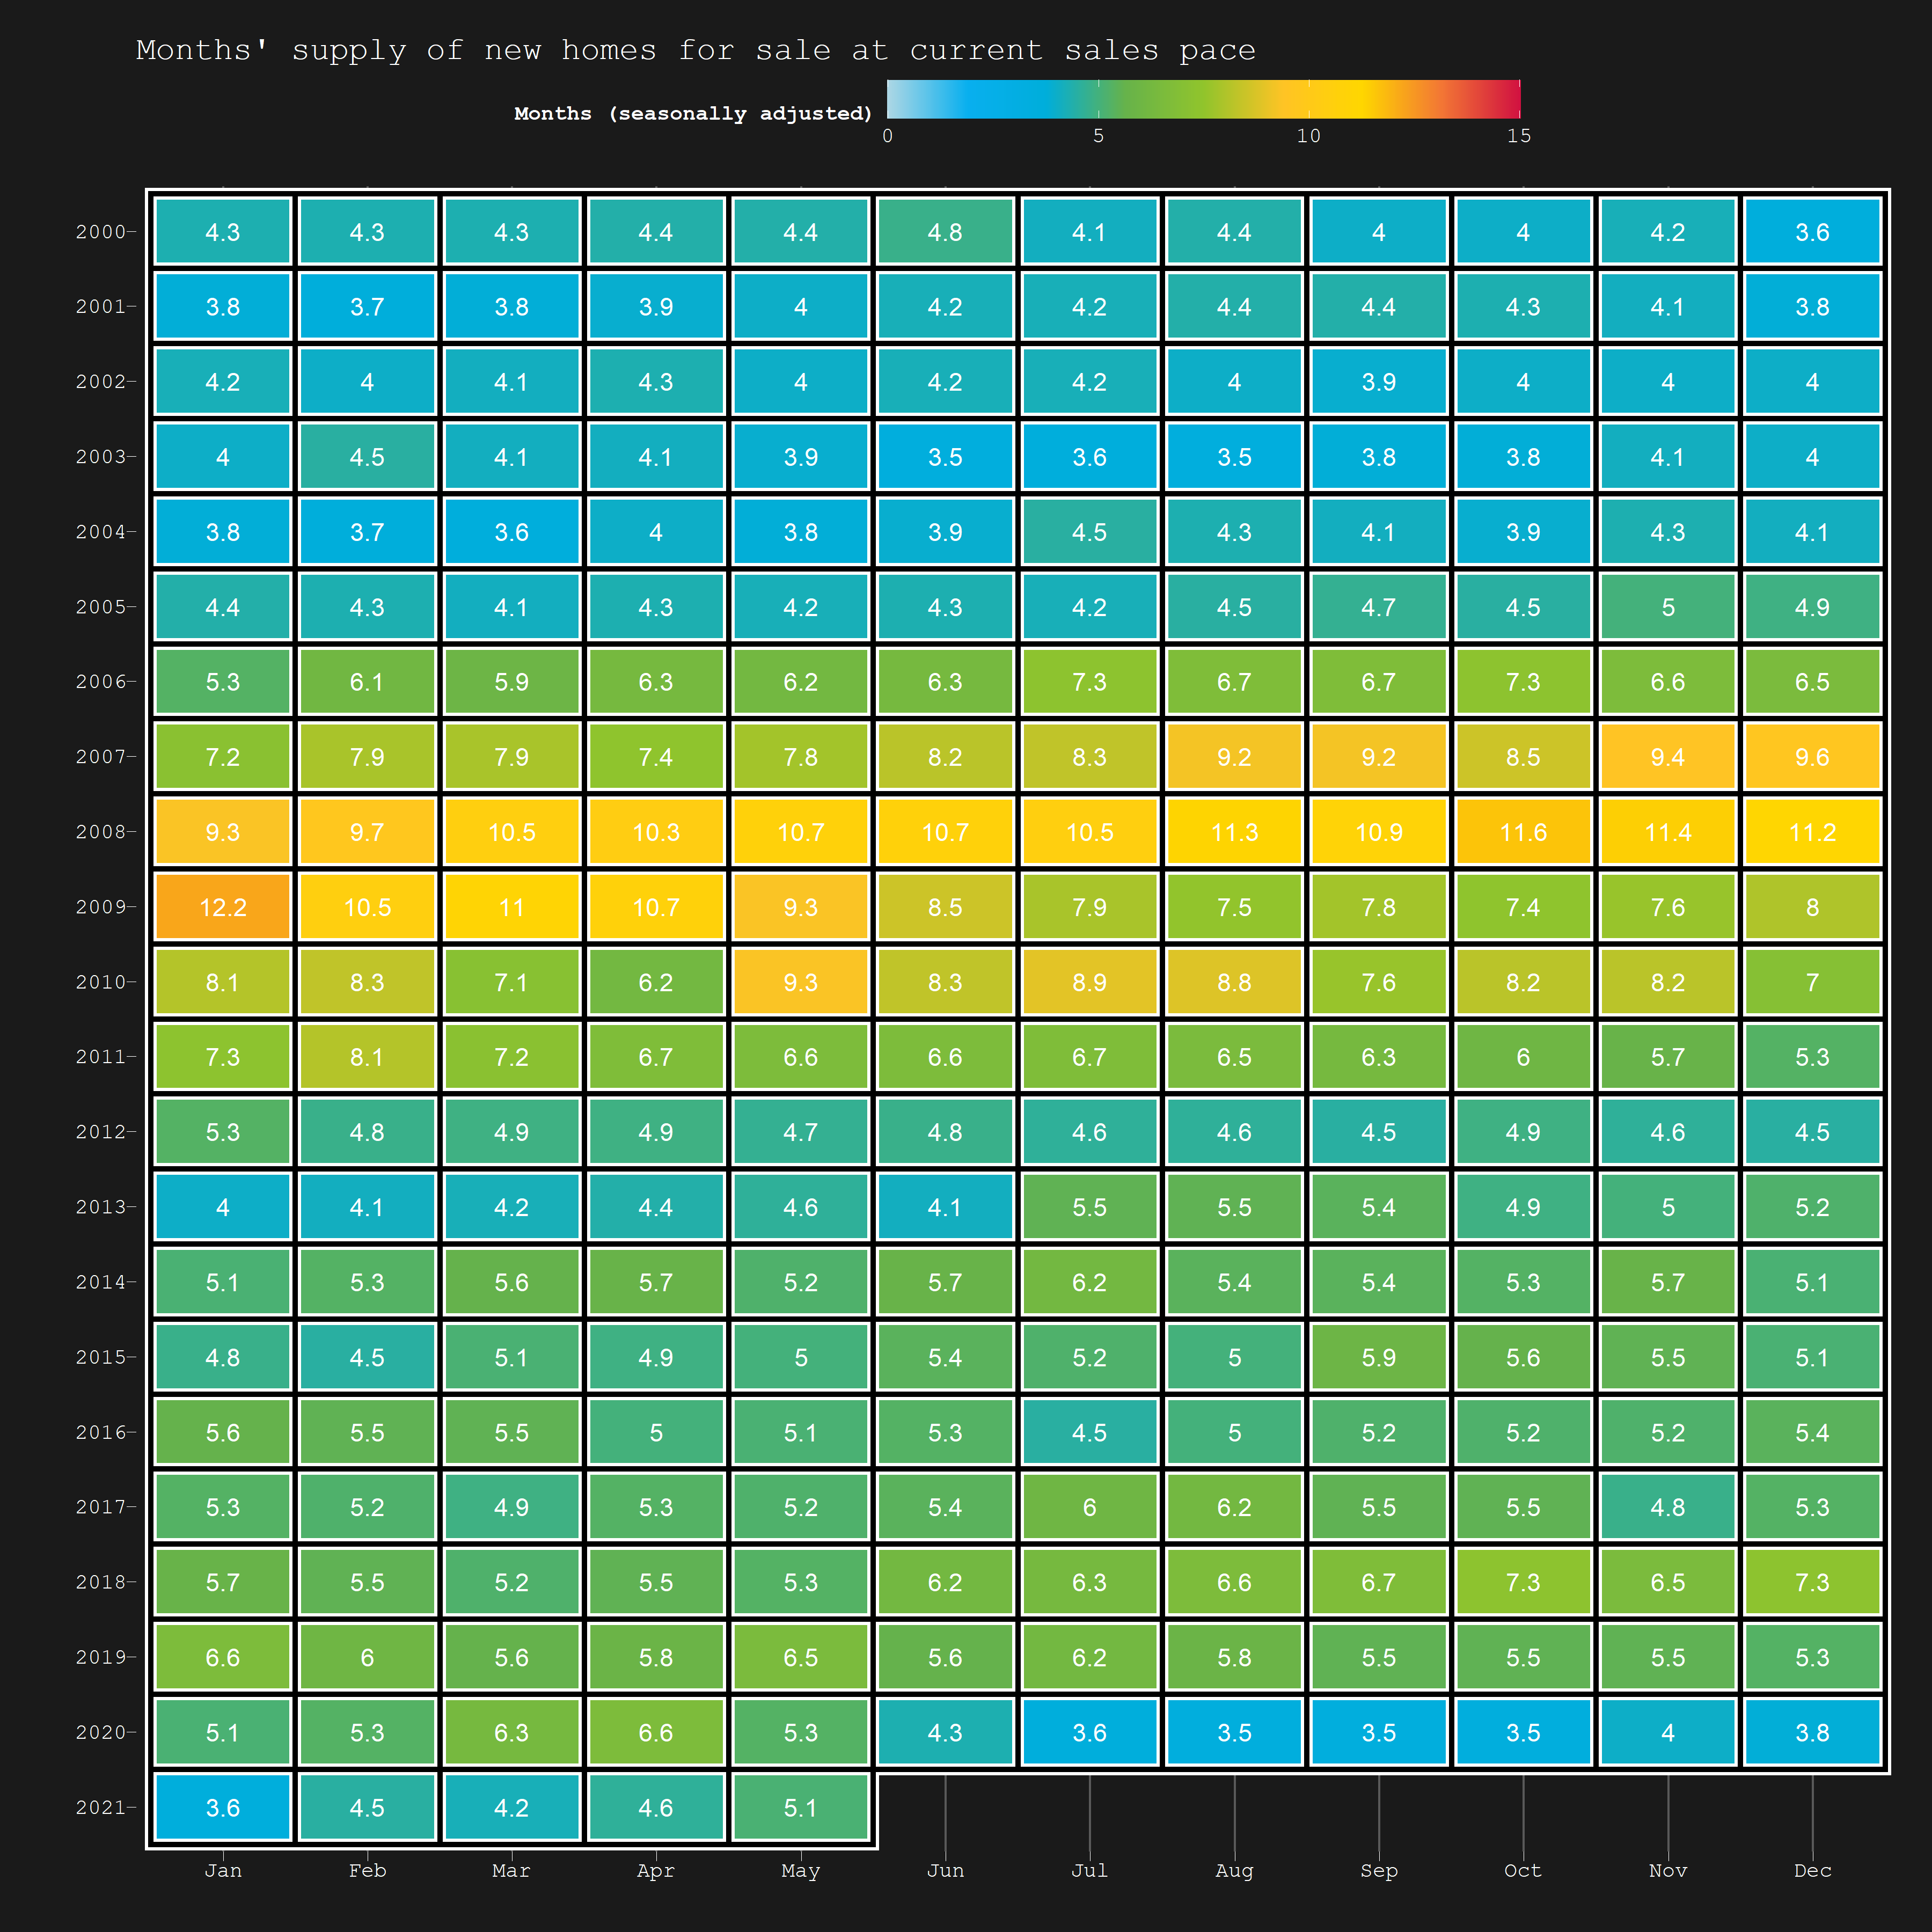 Months' supply of new homes for sale at current sales pace
Months (seasonally adjusted)
0 5 10 15
2000 4.3 4.3 4.3 4.4 4.4 4.8 4.1 4.4 4 4 4.2 3.6
2001 3.8 3.7 3.8 3.9 4 4.2 4.2 4.4 4.4 4.3 4.1 3.8
2002 4.2 4 4.1 4.3 4 4.2 4.2 4 3.9 4 4 4
2003 4 4.5 4.1 4.1 3.9 3.5 3.6 3.5 3.8 3.8 4.1 4
2004 3.8 3.7 3.6 4 3.8 3.9 4.5 4.3 4.1 3.9 4.3 4.1
2005 4.4 4.3 4.1 4.3 4.2 4.3 4.2 4.5 4.7 4.5 5 4.9
2006 5.3 6.1 5.9 6.3 6.2 6.3 7.3 6.7 6.7 7.3 6.6 6.5
2007 7.2 7.9 7.9 7.4 7.8 8.2 8.3 9.2 9.2 8.5 9.4 9.6
2008 9.3 9.7 10.5 10.3 10.7 10.7 10.5 11.3 10.9 11.6 11.4 11.2
2009 12.2 10.5 11 10.7 9.3 8.5 7.9 7.5 7.8 7.4 7.6 8
2010 8.1 8.3 7.1 6.2 9.3 8.3 8.9 8.8 7.6 8.2 8.2 7
2011 7.3 8.1 7.2 6.7 6.6 6.6 6.7 6.5 6.3 6 5.7 5.3
2012 5.3 4.8 4.9 4.9 4.7 4.8 4.6 4.6 4.5 4.9 4.6 4.5
2013 4 4.1 4.2 4.4 4.6 4.1 5.5 5.5 5.4 4.9 5 5.2
2014 5.1 5.3 5.6 5.7 5.2 5.7 6.2 5.4 5.4 5.3 5.7 5.1
2015 4.8 4.5 5.1 4.9 5 5.4 5.2 5 5.9 5.6 5.5 5.1
2016 5.6 5.5 5.5 5 5.1 5.3 4.5 5 5.2 5.2 5.2 5.4
2017 5.3 5.2 4.9 5.3 5.2 5.4 6 6.2 5.5 5.5 4.8 5.3
2018 5.7 5.5 5.2 5.5 5.3 6.2 6.3 6.6 6.7 7.3 6.5 7.3
2019 6.6 6 5.6 5.8 6.5 5.6 6.2 5.8 5.5 5.5 5.5 5.3
2020 5.1 5.3 6.3 6.6 5.3 4.3 3.6 3.5 3.5 3.5 4 3.8
2021 3.6 4.5 4.2 4.6 5.1
Jan Feb Mar Apr May Jun Jul Aug Sep Oct Nov Dec